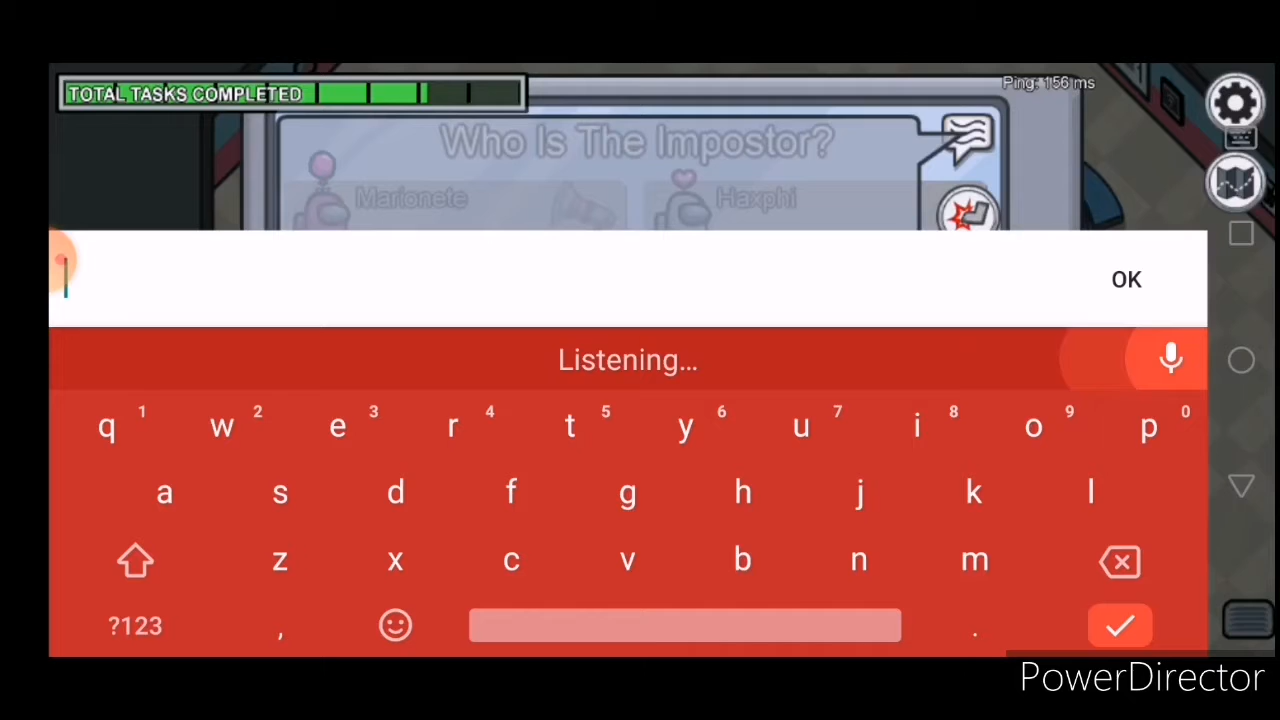 TOTAL TASKS COMPLETED
Ping: 156 ms
Who Is The Impostor?
Marionete
Haxphi
OK
Listening...
q 1 w 2 e 3 r 4 t 5 y 6 u 7 i 8 o 9 p 0
a s d f g h j k l
z x c v b n m
?123 , .
PowerDirector